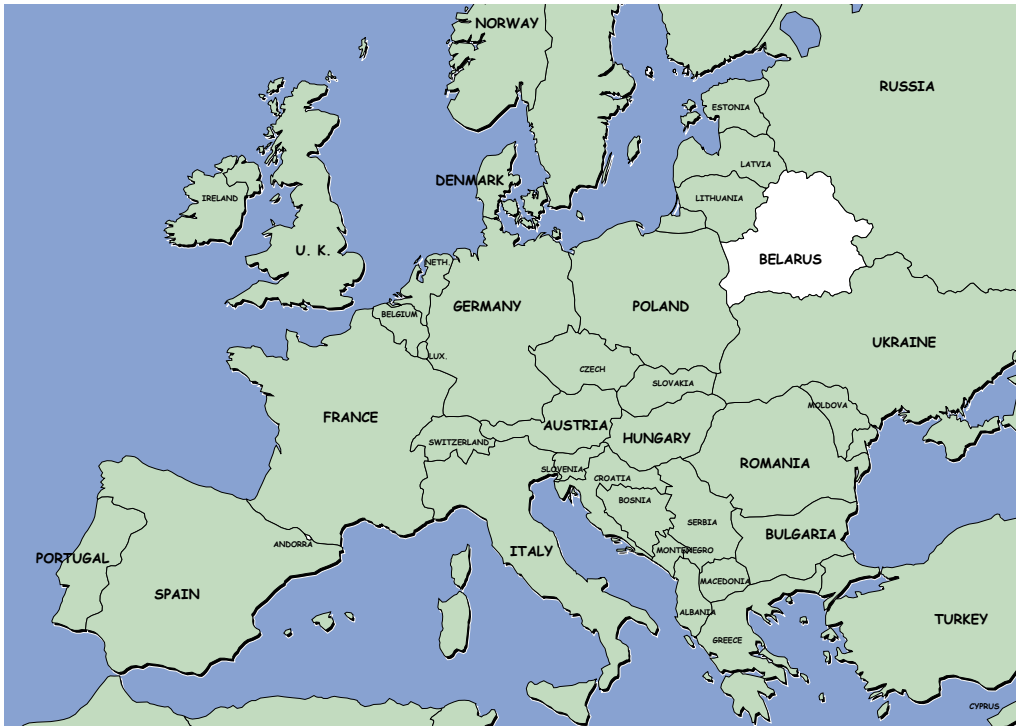 NORWAY
RUSSIA
ESTONIA
LATVIA
DENMARK
IRELAND
LITHUANIA
U. K.
BELARUS
NETH.
GERMANY
POLAND
BELGIUM
UKRAINE
LUX.
CZECH
SLOVAKIA
MOLDOVA
FRANCE
AUSTRIA
HUNGARY
SWITZERLAND
ROMANIA
SLOVENIA
CROATIA
BOSNIA
SERBIA
BULGARIA
ANDORRA
ITALY
MONTENEGRO
PORTUGAL
MACEDONIA
SPAIN
ALBANIA
TURKEY
GREECE
CYPRUS